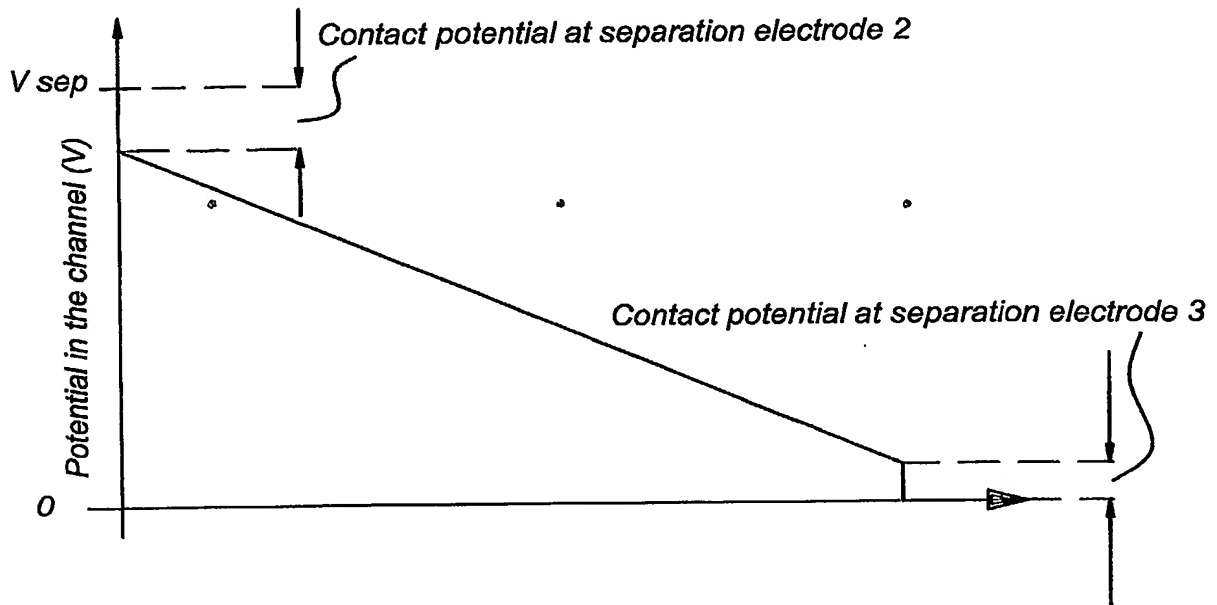 Contact potential at separation electrode 2
V sep
Potential in the channel (V)
Contact potential at separation electrode 3
0